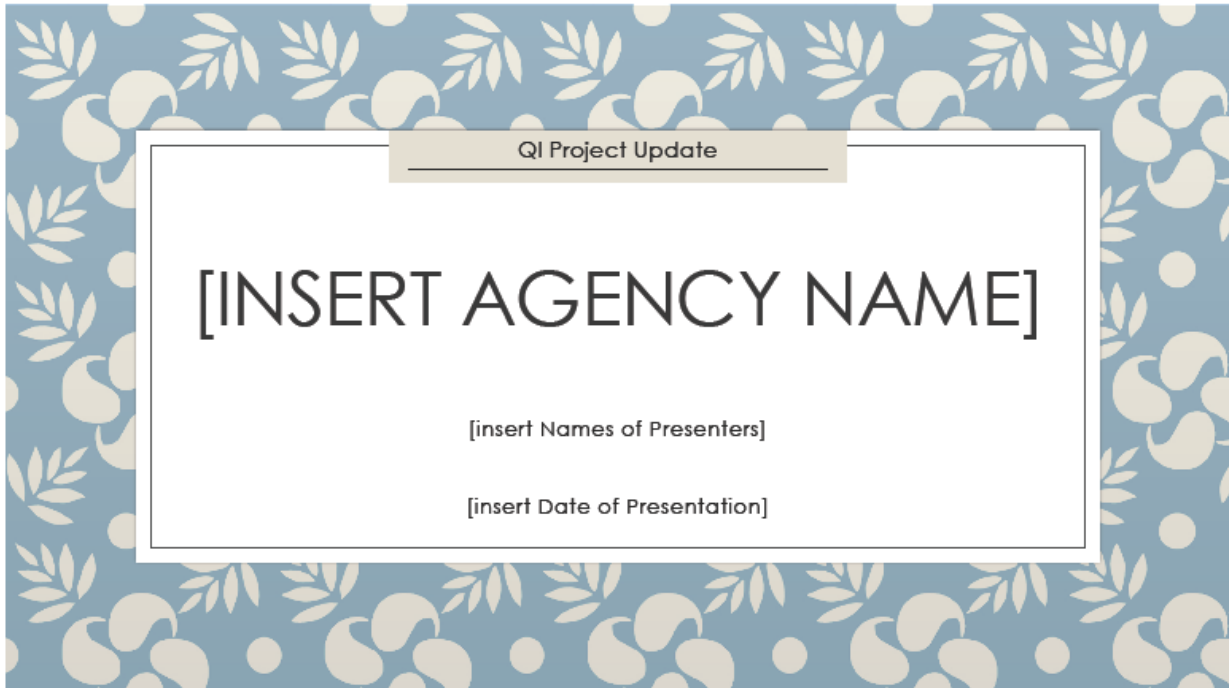 QI Project Update
[INSERT AGENCY NAME]
[insert Names of Presenters]
[insert Date of Presentation]